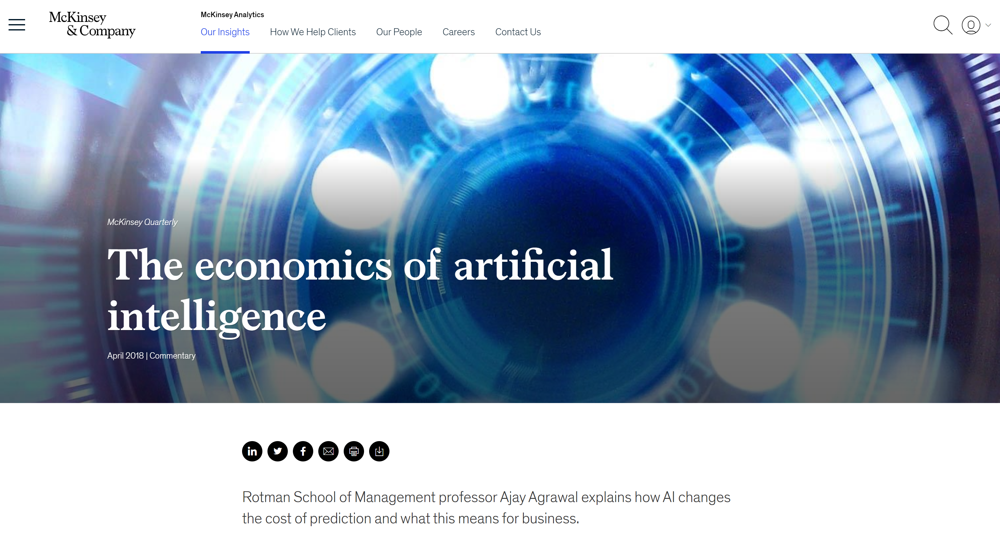 McKinsey
& Company
McKinsey Analytics
Our Insights
How We Help Clients
Our People
Careers
Contact Us
McKinsey Quarterly
The economics of artificial
intelligence
April 2018 | Commentary
in
f
Rotman School of Management professor Ajay Agrawal explains how AI changes
the cost of prediction and what this means for business.